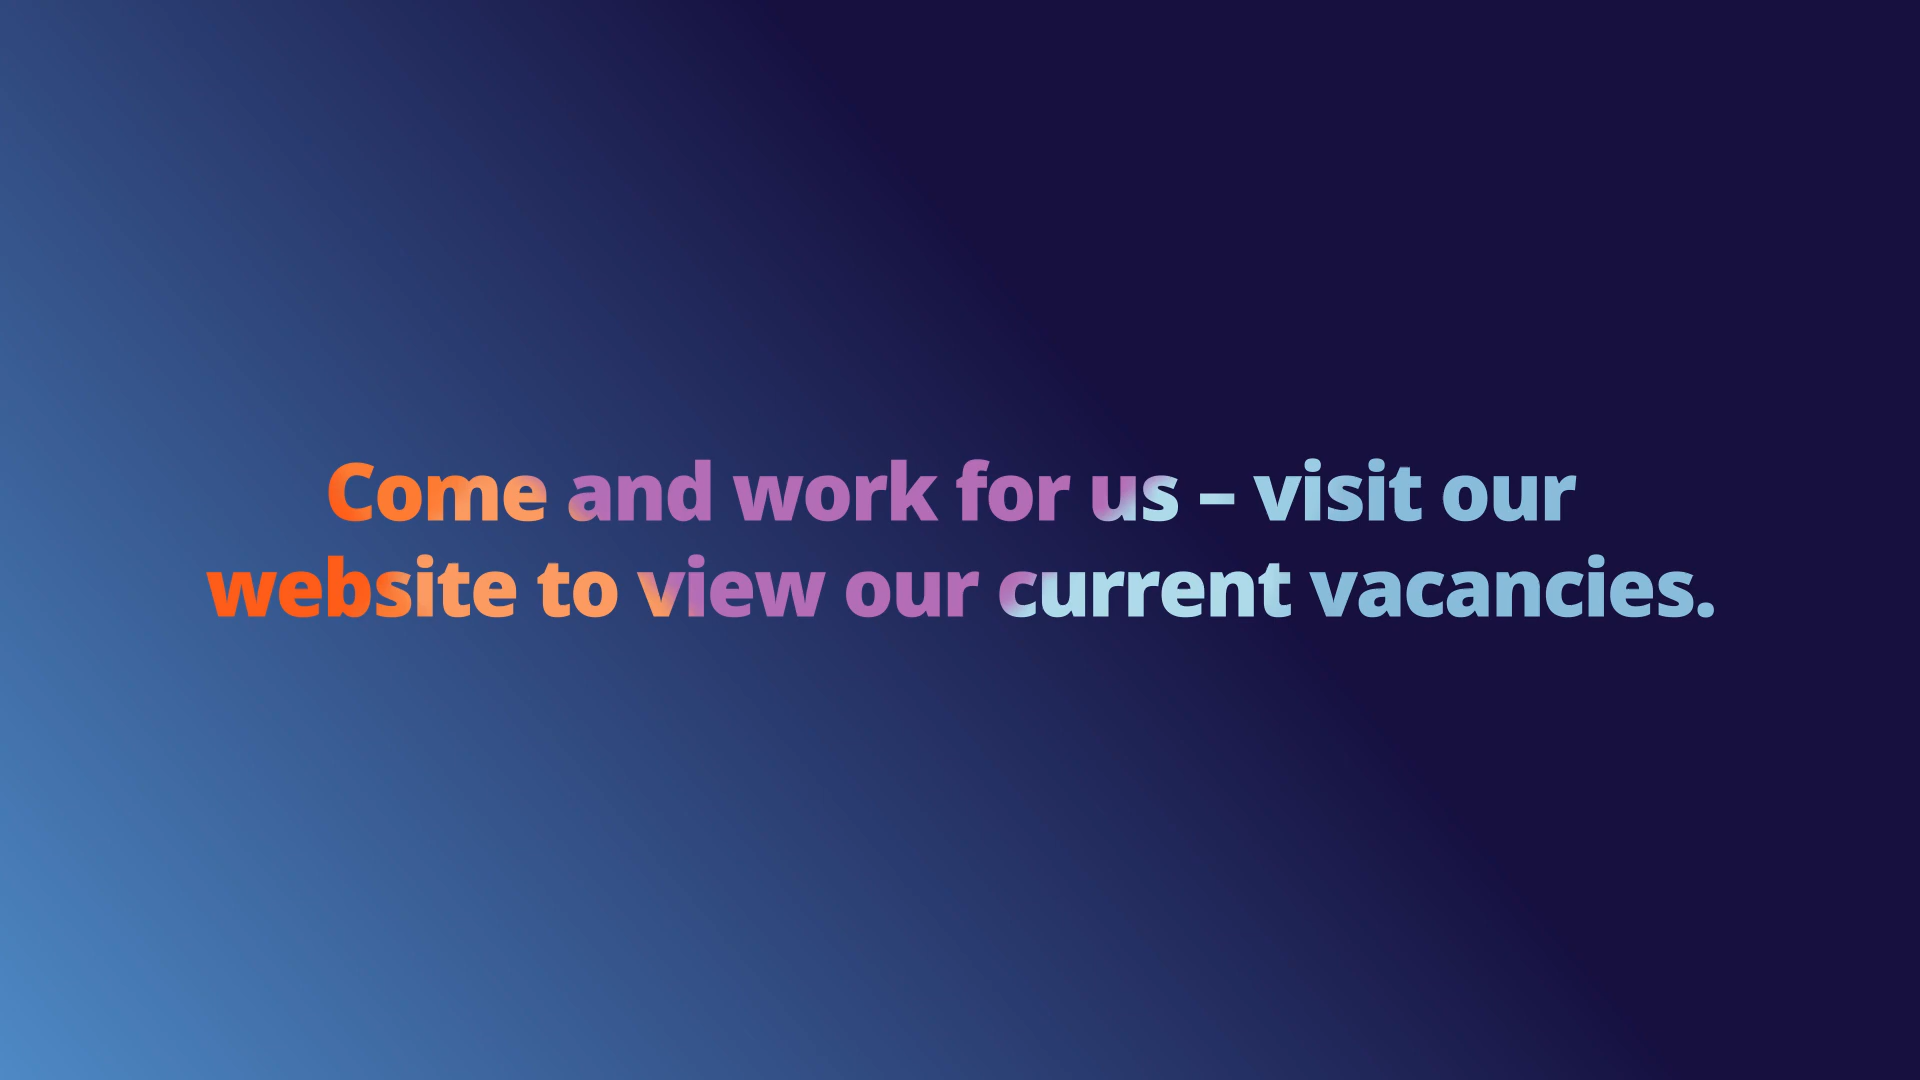 Come and work for us – visit our
website to view our current vacancies.